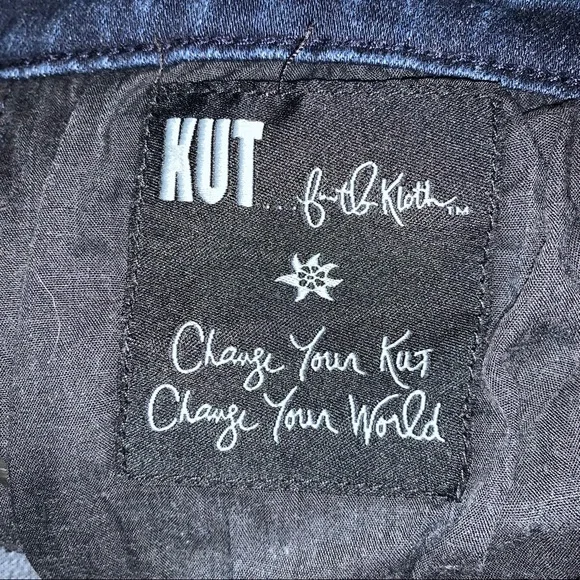 KUT... from the Kloth™
Change Your Kut
Change Your World